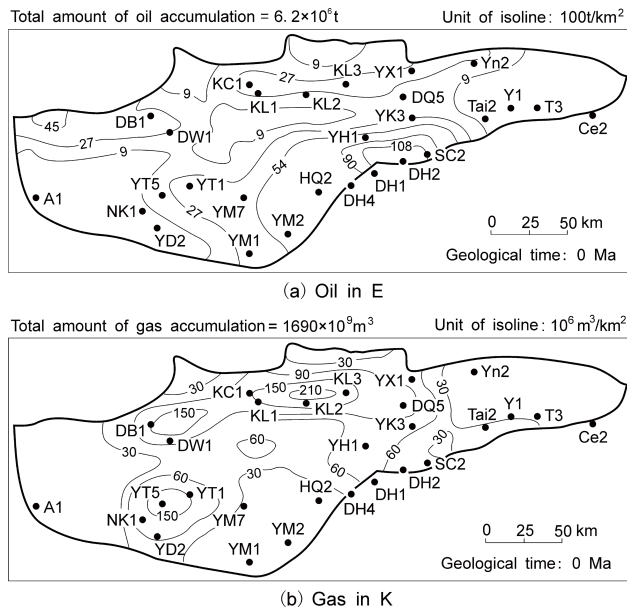 Total amount of oil accumulation = 6. 2×10⁶t Unit of isoline: 100t/km²
9
Yn2
KL3 YX1
9 KC1 27
9
45 DB1 KL1 KL2 DQ5 Tai2 Y1 T3
27 DW1 9 YK3 Ce2
9 YH1 108
54 90 SC2
A1 YT5 YT1 HQ2 DH2
NK1 27 YM7 DH4 DH1
YD2 YM2 0 25 50 km
YM1 Geological time: 0 Ma
(a) Oil in E
Total amount of gas accumulation = 1690×10⁹m³ Unit of isoline: 10⁶m³/km²
30
30 90 Yn2
KC1 150 KL3 YX1 30
150 210
DB1 KL1 KL2 DQ5 Tai2 Y1 T3
DW1 YK3 Ce2
30 60 YH1 60 30
60 30 60 SC2
A1 YT5 YT1 HQ2 DH2
NK1 150 YM7 DH4 DH1
YD2 YM2 0 25 50 km
YM1 Geological time: 0 Ma
(b) Gas in K